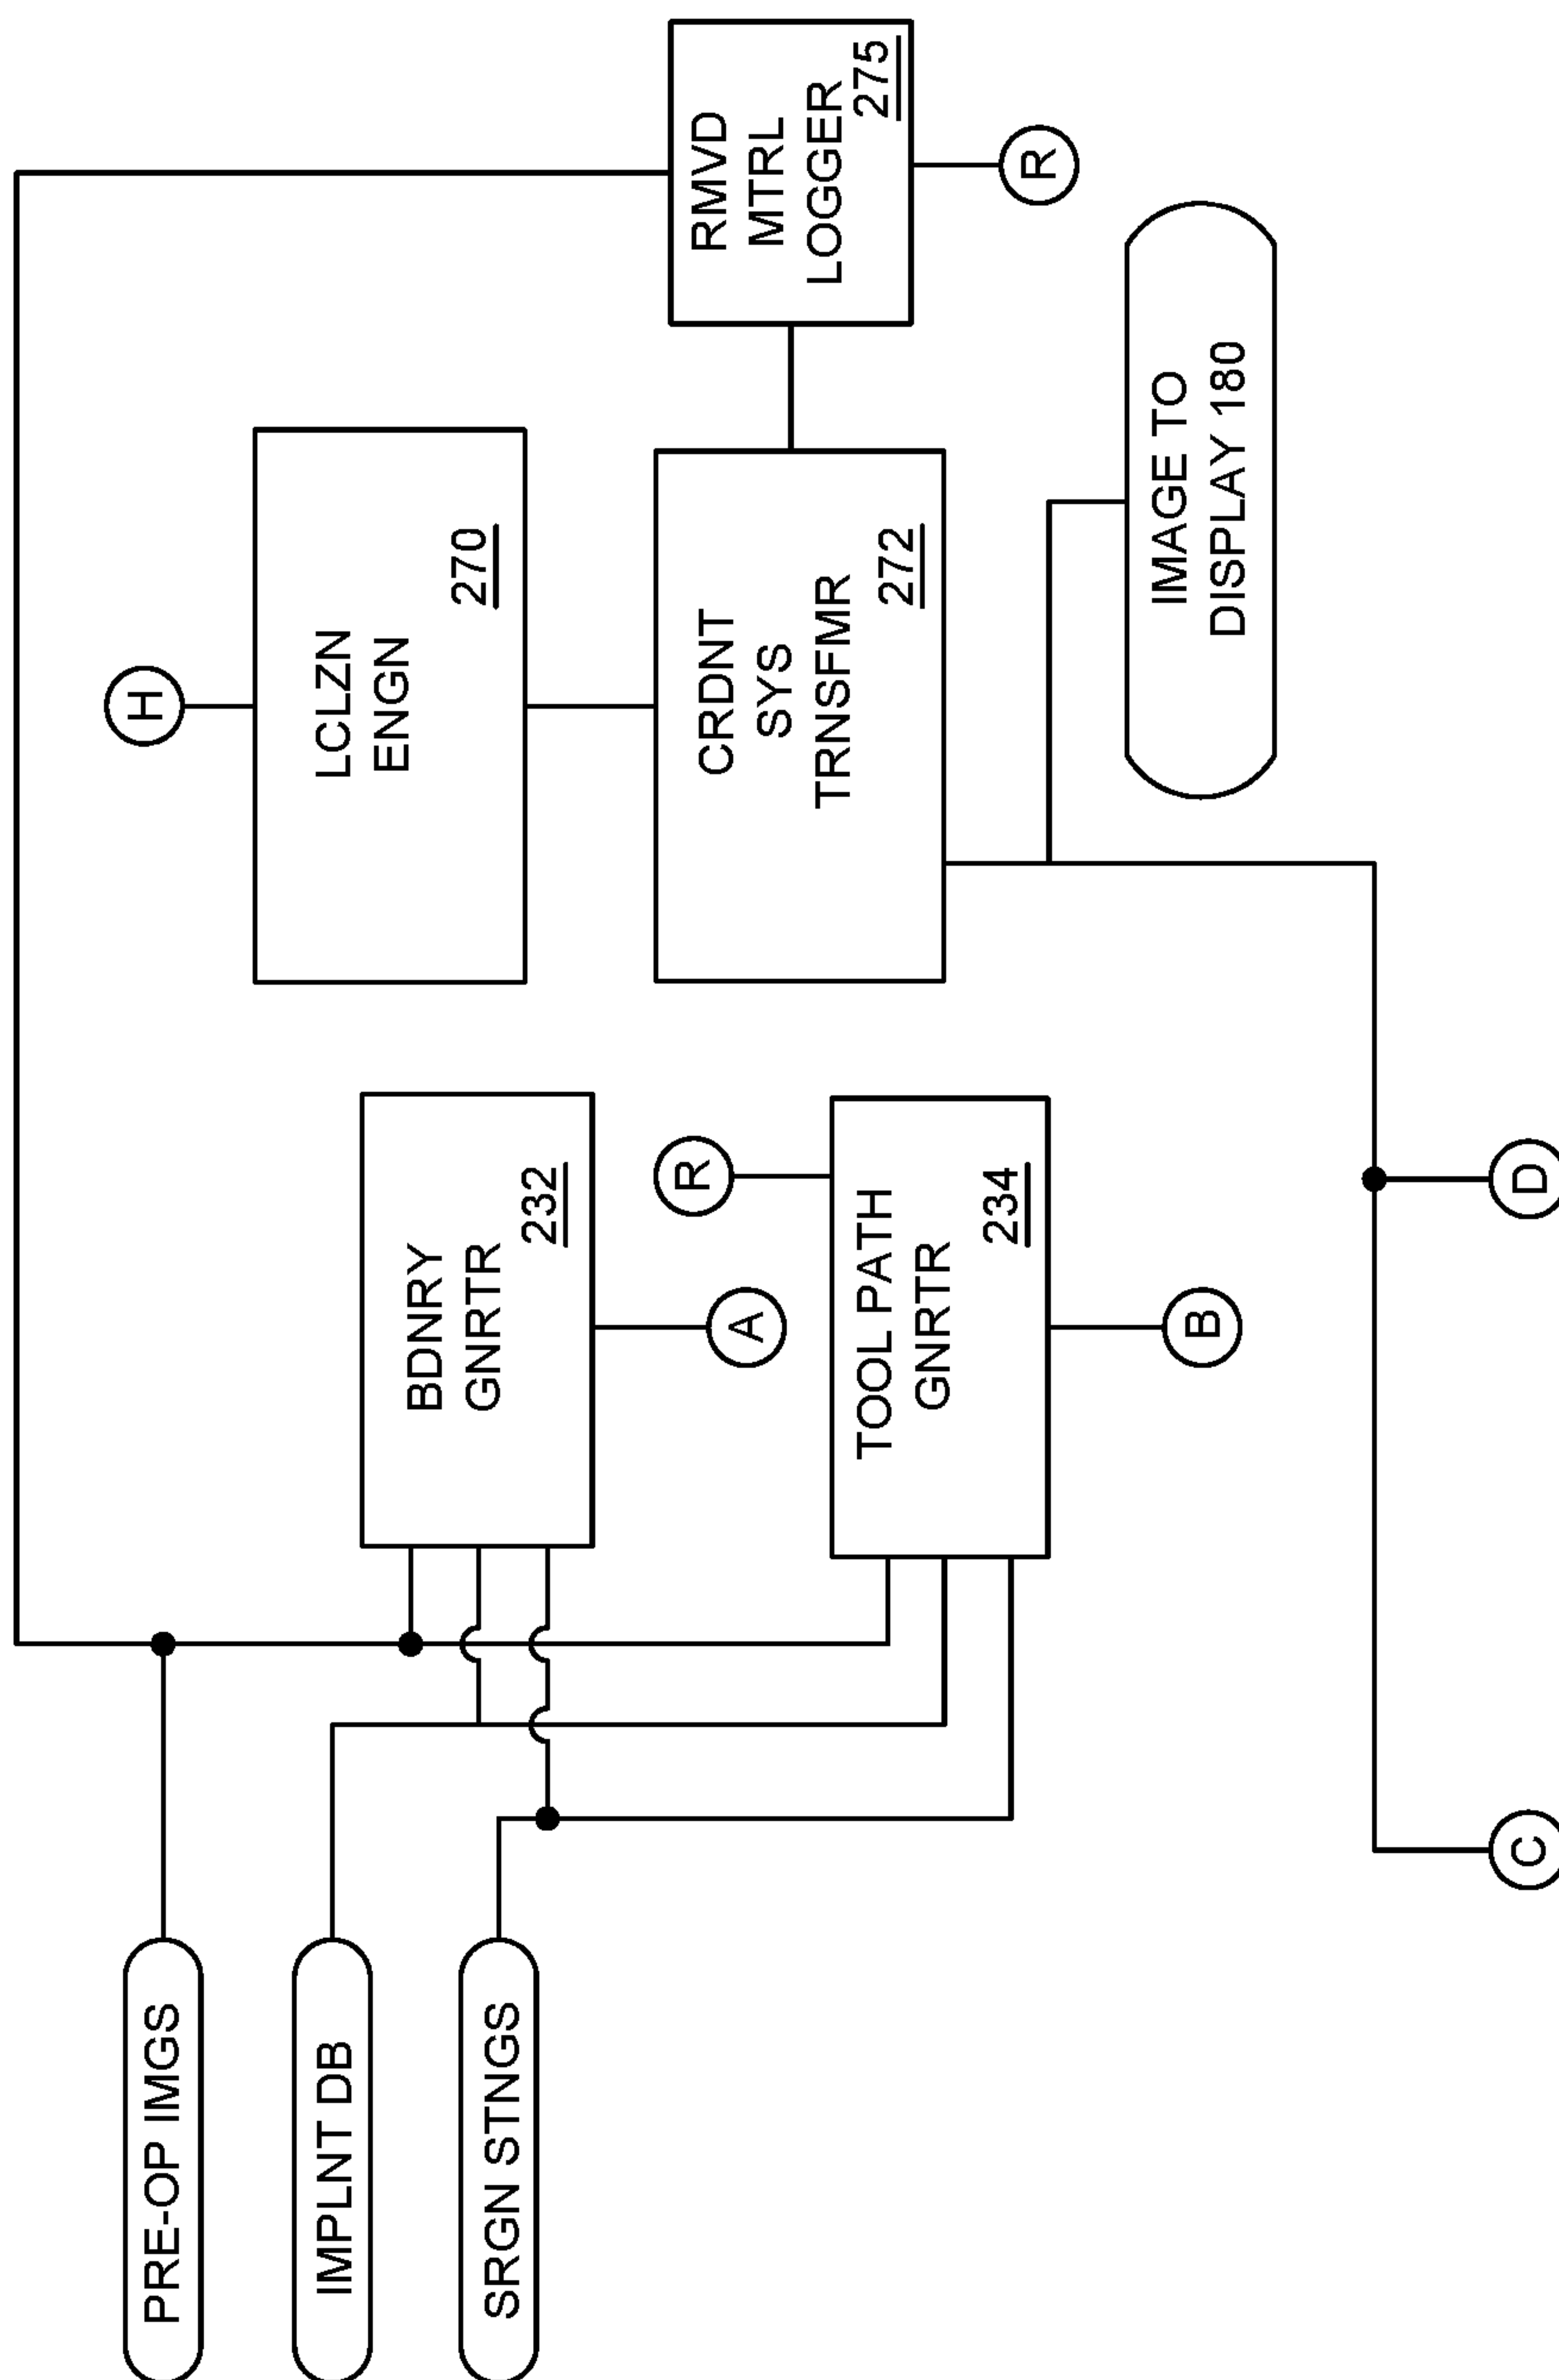 PRE-OP IMGS
IMPLNT DB
SRGN STNGS
BDNRY
GNRTR
232
A
R
TOOL PATH
GNRTR
234
B
H
LCLZN
ENGN
270
CRDNT
SYS
TRNSFMR
272
RMVD
MTRL
LOGGER
275
R
IMAGE TO
DISPLAY 180
C
D